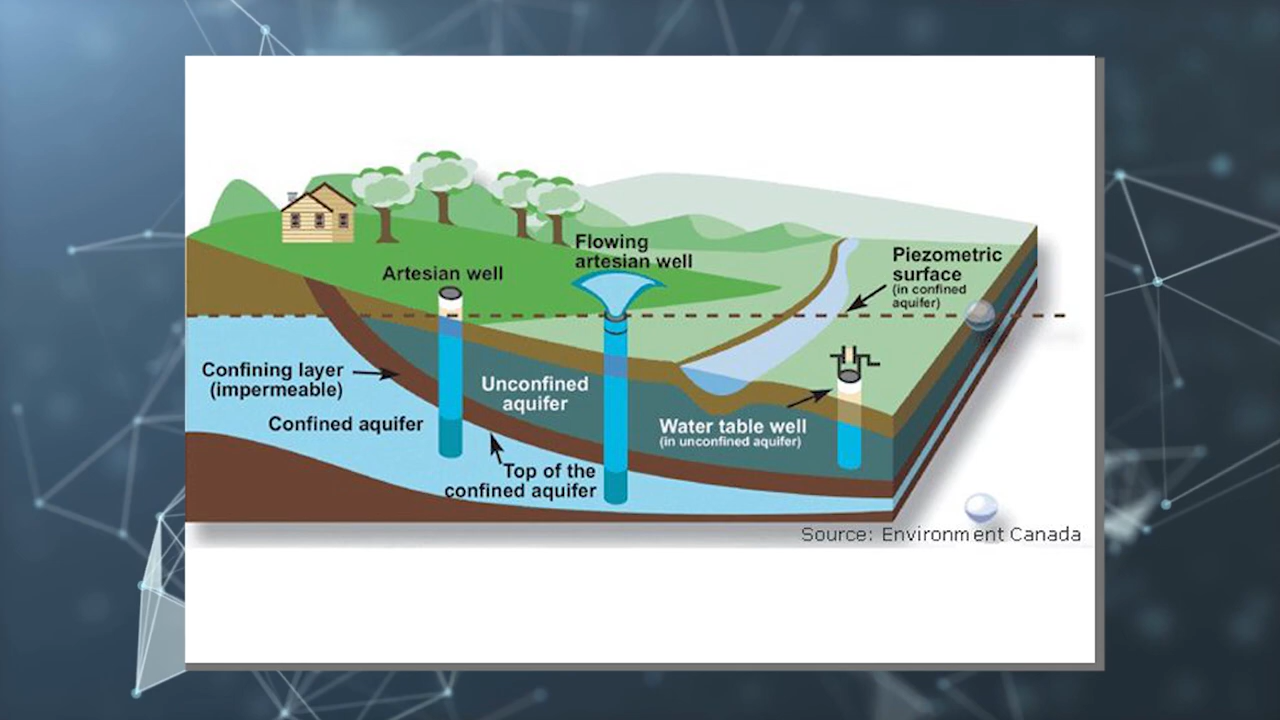 Flowing
artesian well
Artesian well
Piezometric
surface
(in confined
aquifer)
Confining layer
(impermeable)
Unconfined
aquifer
Confined aquifer
Water table well
(in unconfined aquifer)
Top of the
confined aquifer
Source: Environment Canada